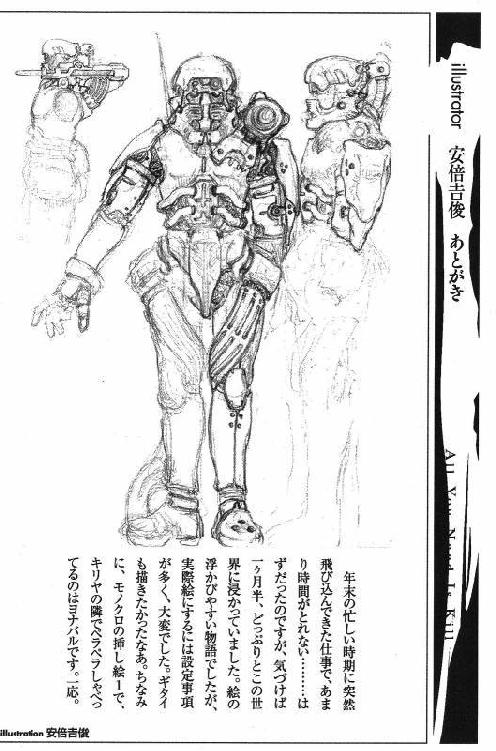 illustrator 安倍吉俊 あとがき
All You Need Is Kill
年末の忙しい時期に突然
飛び込んできた仕事で、あま
り時間がとれない………は
ずだったのですが、気づけば
一ヶ月半、どっぷりとこの世
界に浸かっていました。絵の
浮かびやすい物語でしたが、
実際絵にするには設定事項
が多く、大変でした。ギタイ
も描きたかったなあ。ちなみ
に、モノクロの挿し絵1で、
キリヤの隣でペラペラしゃべっ
てるのはヨナバルです。一応。
illustration 安倍吉俊